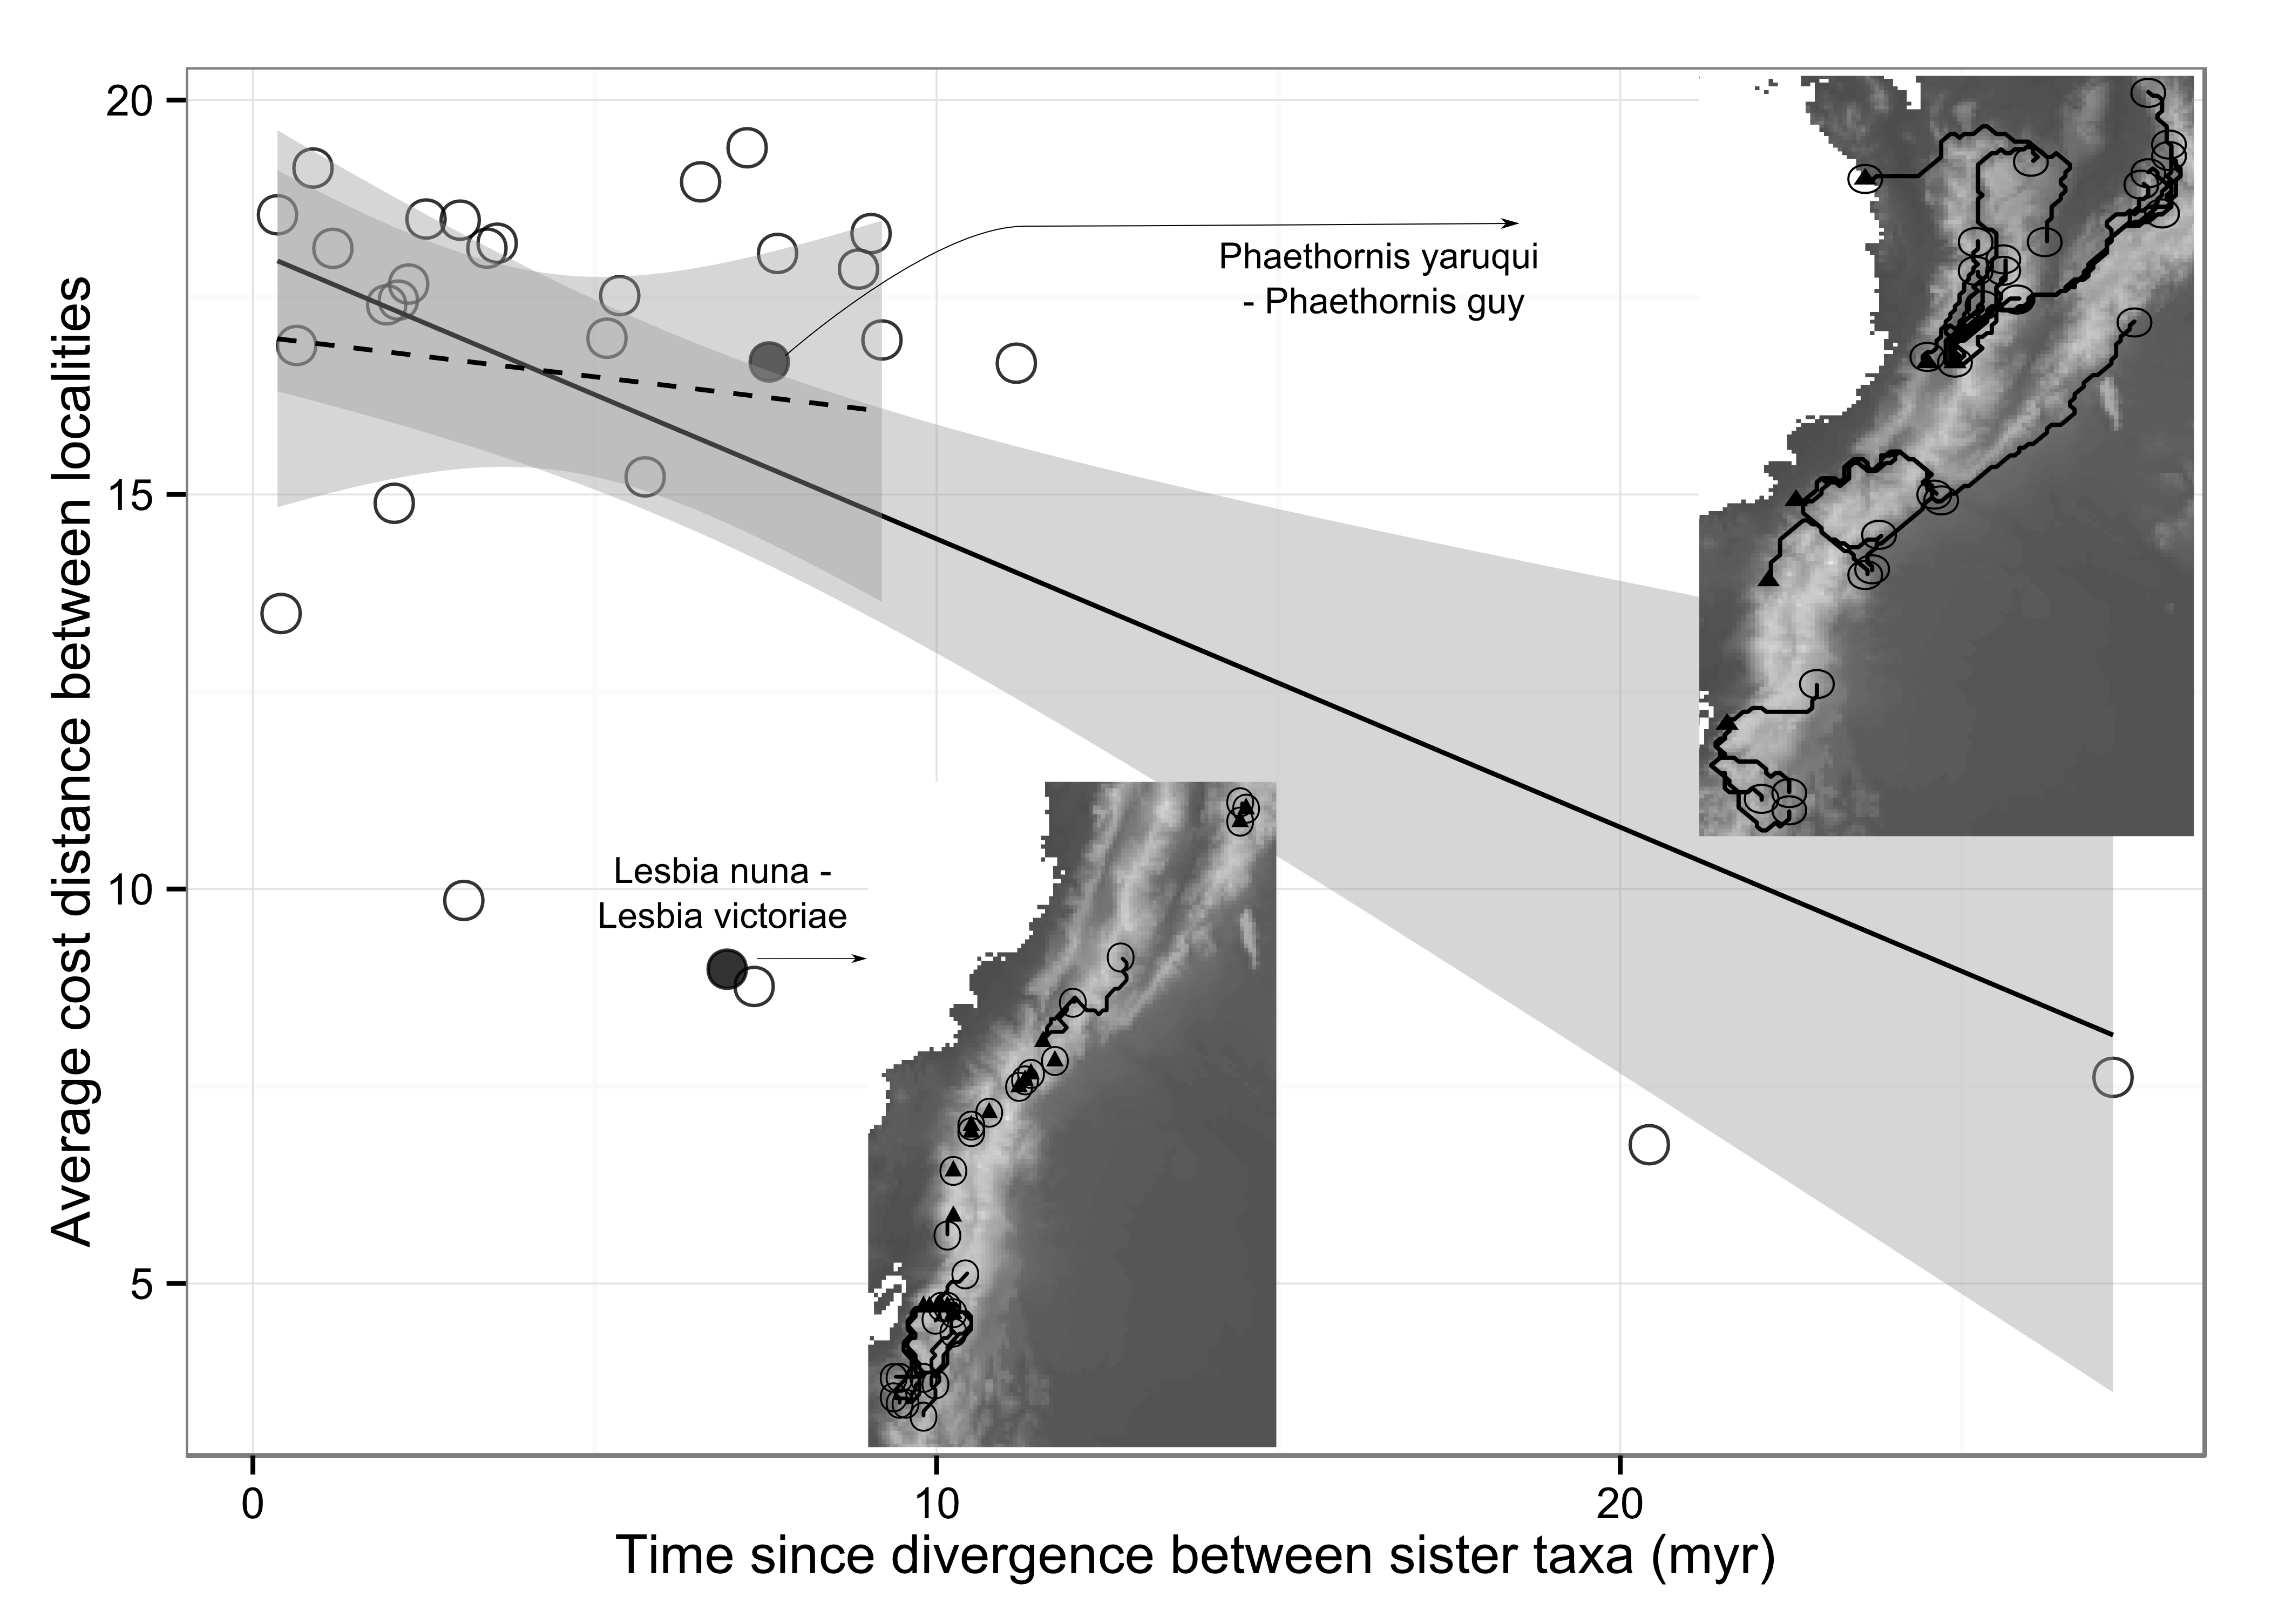 20
15
10
5
Average cost distance between localities
Phaethornis yaruqui
- Phaethornis guy
Lesbia nuna -
Lesbia victoriae
0
10
20
Time since divergence between sister taxa (myr)